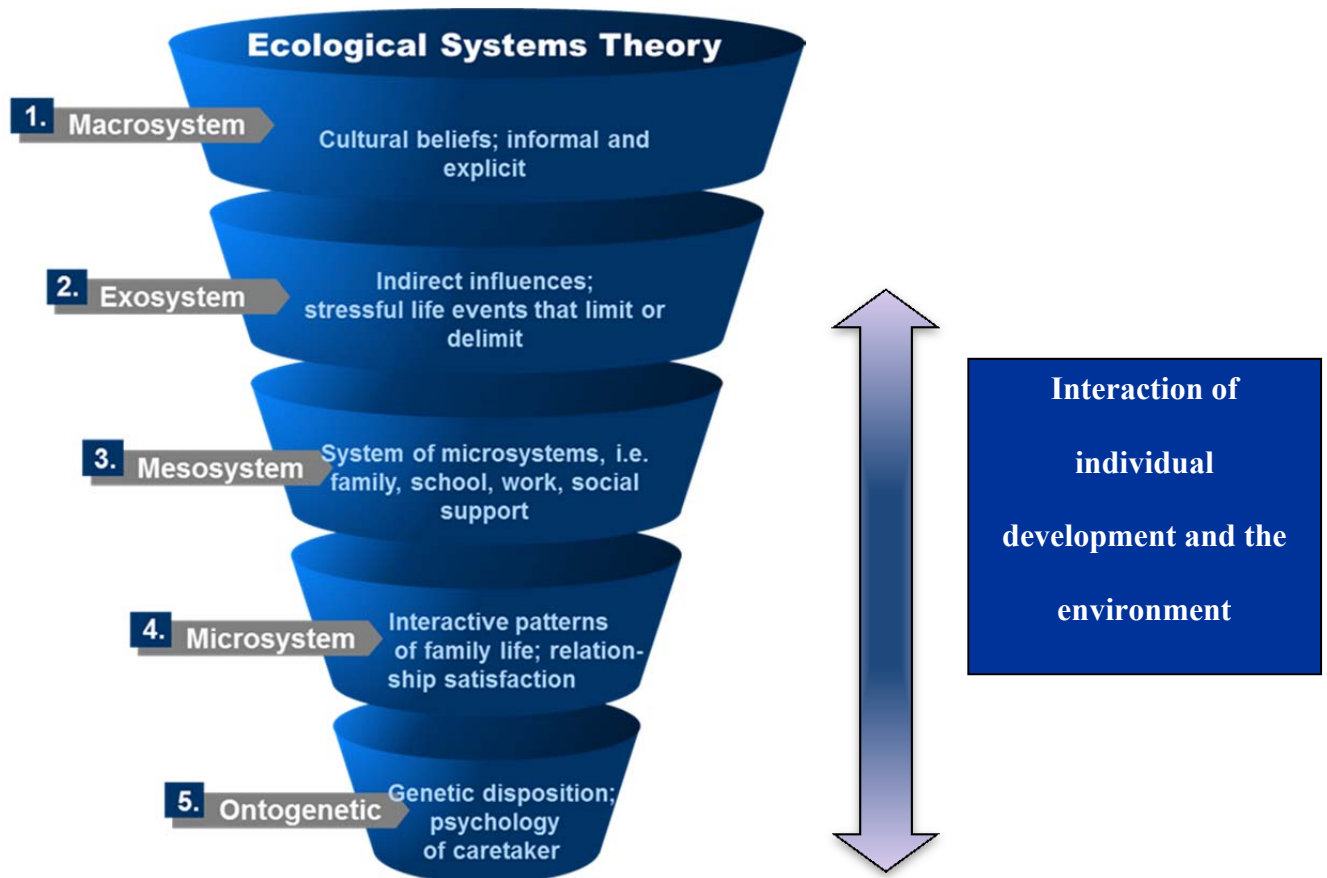 Ecological Systems Theory
1. Macrosystem
Cultural beliefs; informal and
explicit
2. Exosystem
Indirect influences;
stressful life events that limit or
delimit
3. Mesosystem
System of microsystems, i.e.
family, school, work, social
support
4. Microsystem
Interactive patterns
of family life; relation-
ship satisfaction
5. Ontogenetic
Genetic disposition;
psychology
of caretaker
Interaction of
individual
development and the
environment